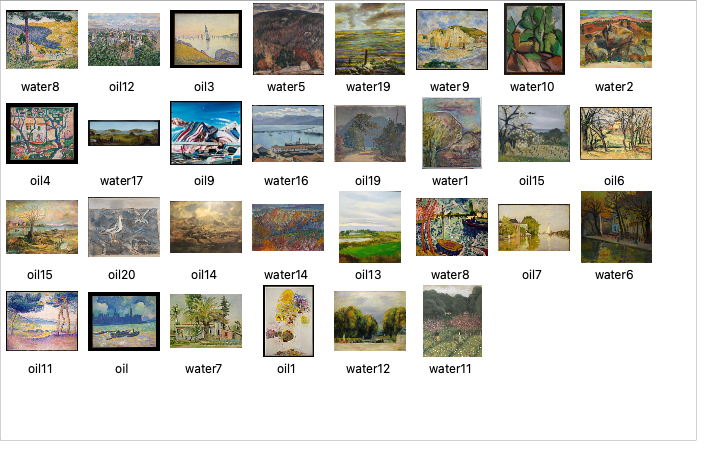 water8 oil12 oil3 water5 water19 water9 water10 water2
oil4 water17 oil9 water16 oil19 water1 oil15 oil6
oil15 oil20 oil14 water14 oil13 water8 oil7 water6
oil11 oil water7 oil1 water12 water11